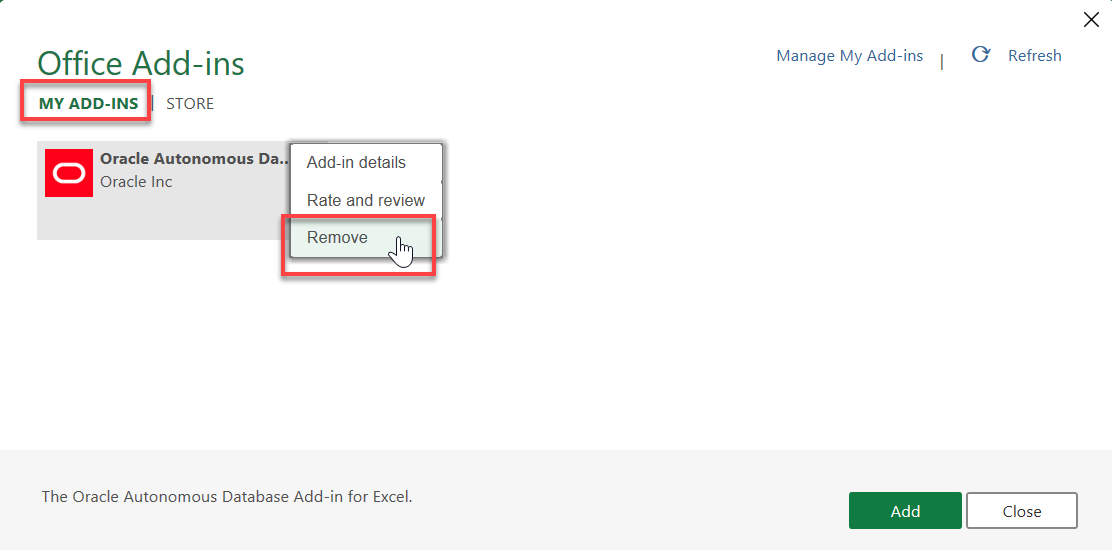 Office Add-ins
Manage My Add-ins | Refresh
MY ADD-INS | STORE
Oracle Autonomous Da...
Oracle Inc
Add-in details
Rate and review
Remove
The Oracle Autonomous Database Add-in for Excel.
Add
Close